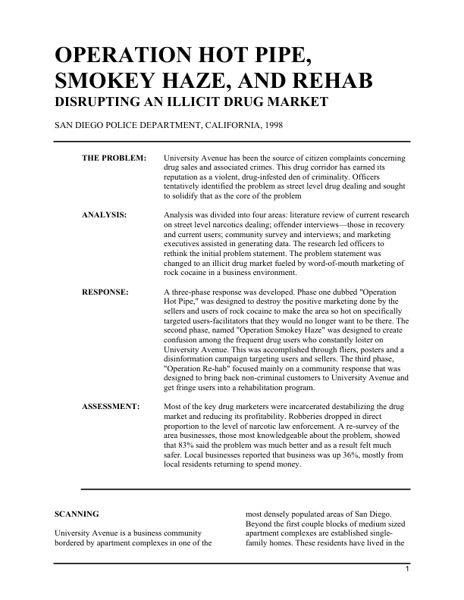 OPERATION HOT PIPE,
SMOKEY HAZE, AND REHAB
DISRUPTING AN ILLICIT DRUG MARKET
SAN DIEGO POLICE DEPARTMENT, CALIFORNIA, 1998
THE PROBLEM: University Avenue has been the source of citizen complaints concerning
drug sales and associated crimes. This drug corridor has earned its
reputation as a violent, drug-infested den of criminality. Officers
tentatively identified the problem as street level drug dealing and sought
to solidify that as the core of the problem
ANALYSIS: Analysis was divided into four areas: literature review of current research
on street level narcotics dealing; offender interviews—those in recovery
and current users; community survey and interviews; and marketing
executives assisted in generating data. The research led officers to
rethink the initial problem statement. The problem statement was
changed to an illicit drug market fueled by word-of-mouth marketing of
rock cocaine in a business environment.
RESPONSE: A three-phase response was developed. Phase one dubbed "Operation
Hot Pipe," was designed to destroy the positive marketing done by the
sellers and users of rock cocaine to make the area so hot on specifically
targeted users-facilitators that they would no longer want to be there. The
second phase, named "Operation Smokey Haze" was designed to create
confusion among the frequent drug users who constantly loiter on
University Avenue. This was accomplished through fliers, posters and a
disinformation campaign targeting users and sellers. The third phase,
"Operation Re-hab" focused mainly on a community response that was
designed to bring back non-criminal customers to University Avenue and
get fringe users into a rehabilitation program.
ASSESSMENT: Most of the key drug marketers were incarcerated destabilizing the drug
market and reducing its profitability. Robberies dropped in direct
proportion to the level of narcotic law enforcement. A re-survey of the
area businesses, those most knowledgeable about the problem, showed
that 83% said the problem was much better and as a result felt much
safer. Local businesses reported that business was up 36%, mostly from
local residents returning to spend money.
SCANNING
University Avenue is a business community
bordered by apartment complexes in one of the
most densely populated areas of San Diego.
Beyond the first couple blocks of medium sized
apartment complexes are established single-
family homes. These residents have lived in the
1